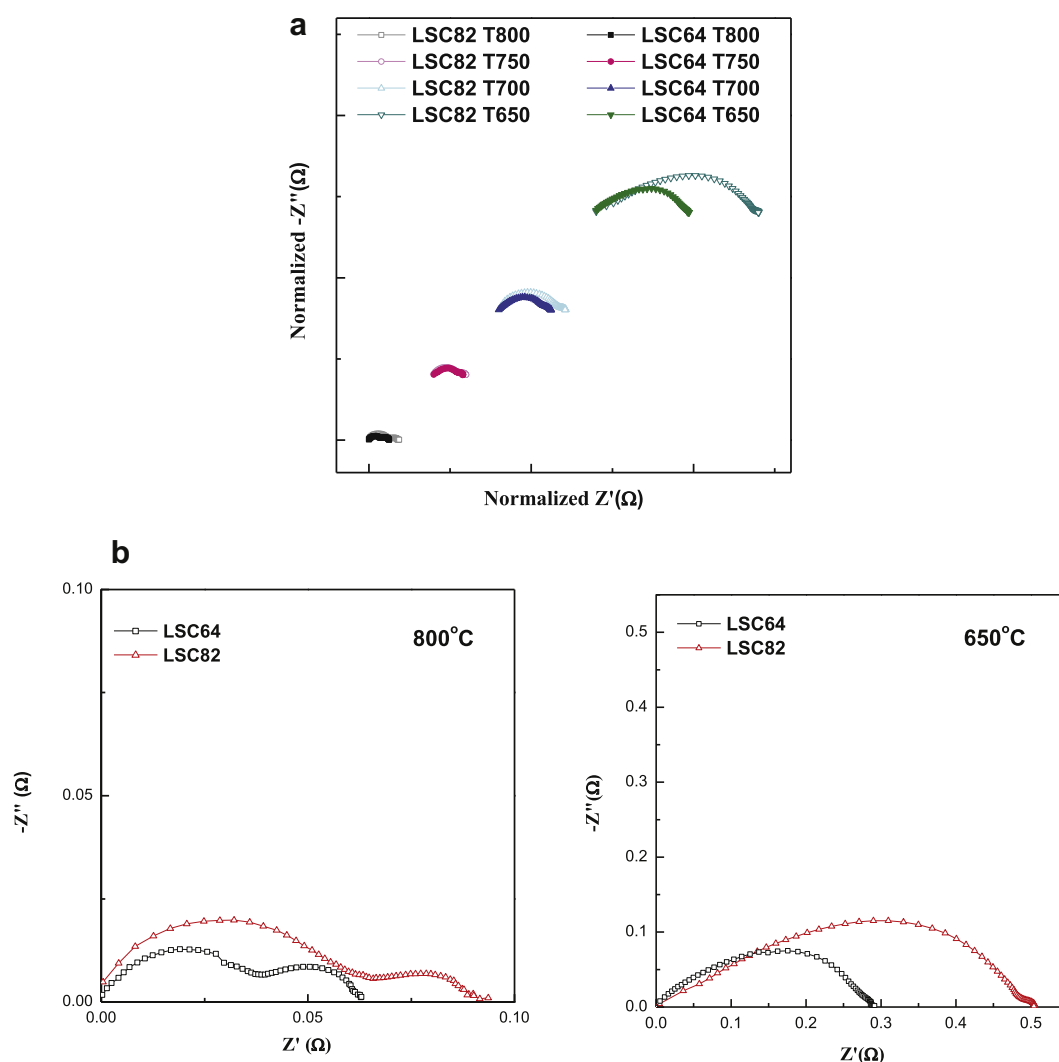 a
LSC82 T800 LSC64 T800
LSC82 T750 LSC64 T750
LSC82 T700 LSC64 T700
LSC82 T650 LSC64 T650
Normalized -Z''(Ω)
Normalized Z'(Ω)
b
0.10
0.05
0.00
LSC64
LSC82
800°C
-Z'' (Ω)
0.00 0.05 0.10
Z' (Ω)
0.5
0.4
0.3
0.2
0.1
0.0
LSC64
LSC82
650°C
-Z''(Ω)
0.0 0.1 0.2 0.3 0.4 0.5
Z'(Ω)